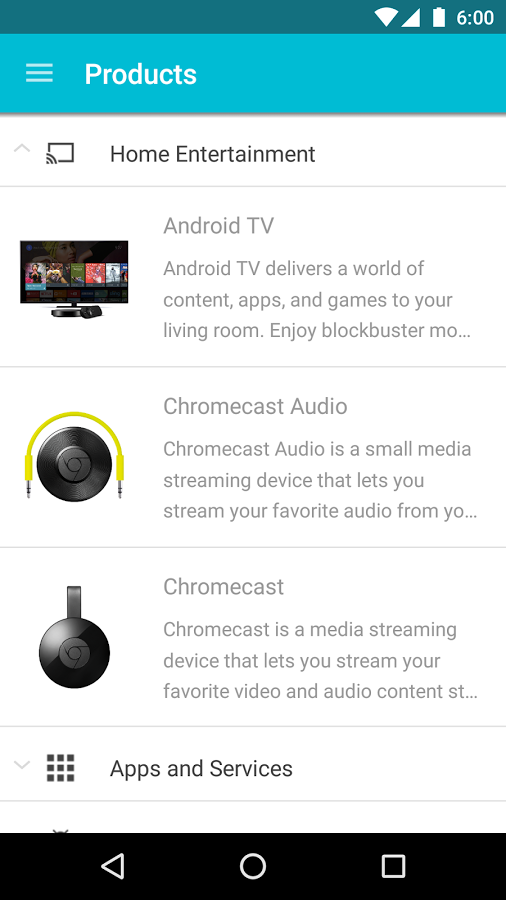 6:00
Products
Home Entertainment
Android TV
Android TV delivers a world of
content, apps, and games to your
living room. Enjoy blockbuster mo…
Chromecast Audio
Chromecast Audio is a small media
streaming device that lets you
stream your favorite audio from yo…
Chromecast
Chromecast is a media streaming
device that lets you stream your
favorite video and audio content st…
Apps and Services